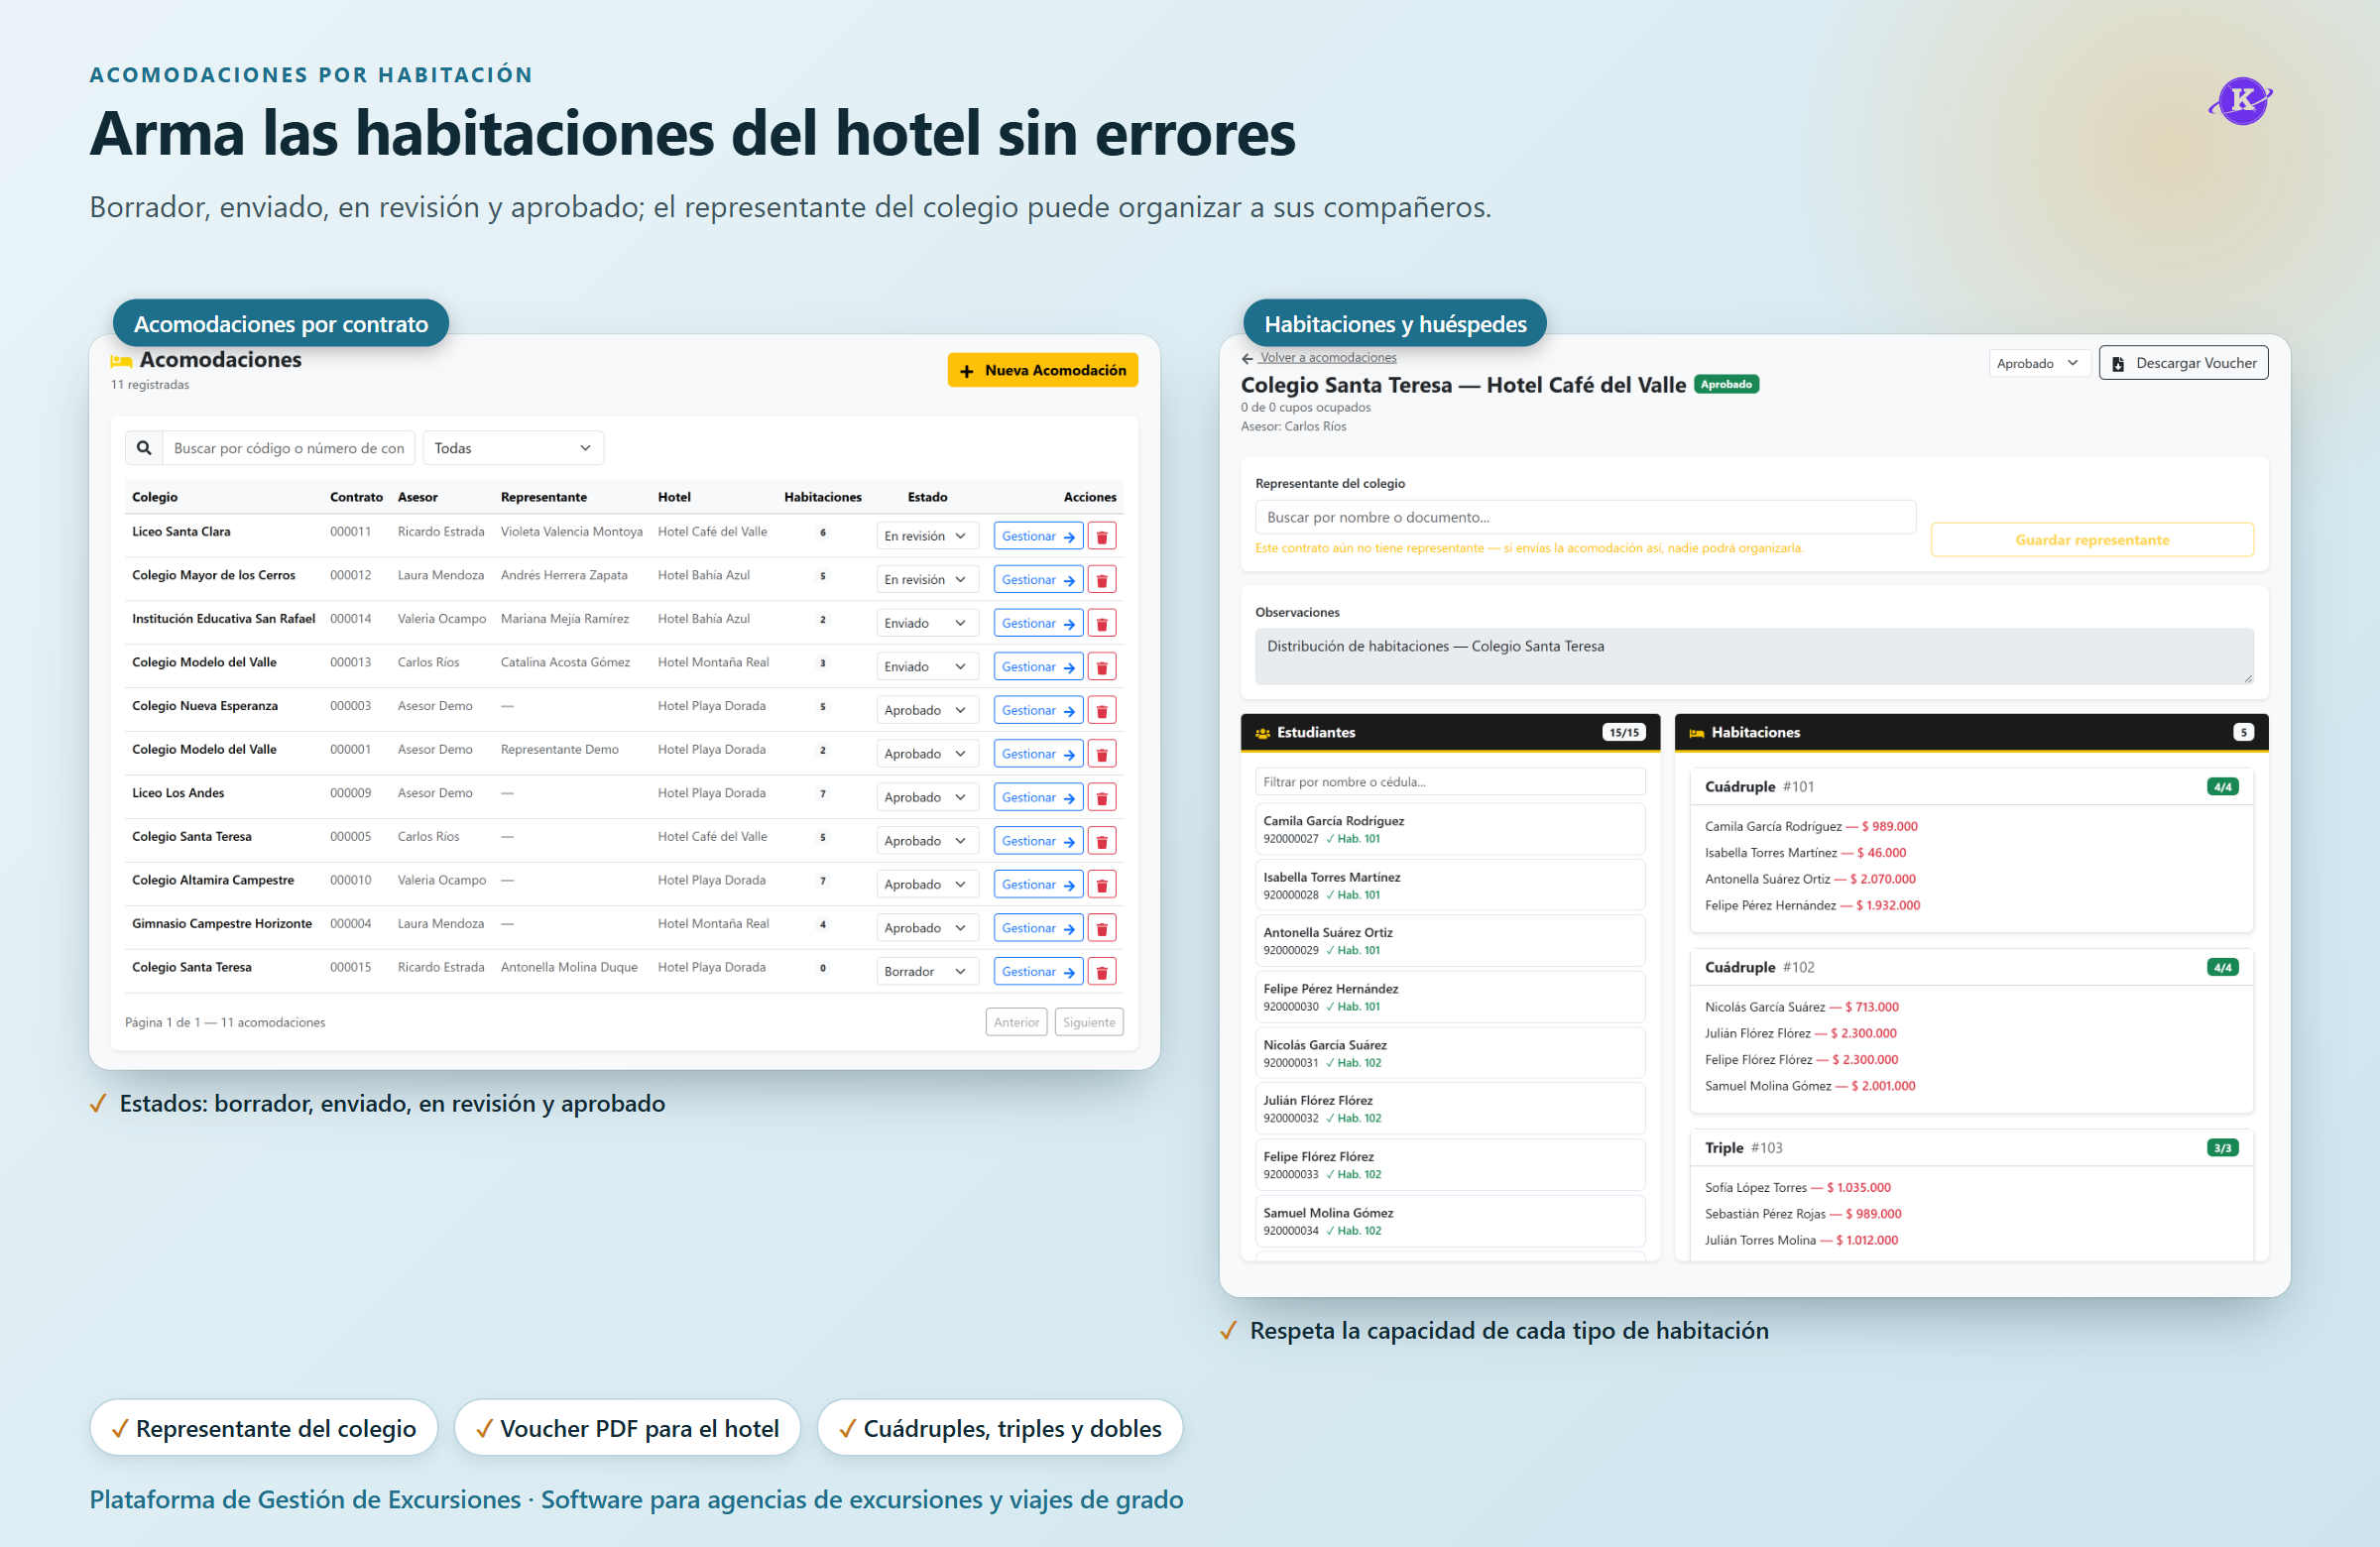 ACOMODACIONES POR HABITACIÓN
Arma las habitaciones del hotel sin errores
Borrador, enviado, en revisión y aprobado; el representante del colegio puede organizar a sus compañeros.
K
Acomodaciones por contrato
Acomodaciones
11 registradas
+ Nueva Acomodación
Buscar por código o número de con
Todas
Colegio Contrato Asesor Representante Hotel Habitaciones Estado Acciones
Liceo Santa Clara 000011 Ricardo Estrada Violeta Valencia Montoya Hotel Café del Valle 6 En revisión Gestionar →
Colegio Mayor de los Cerros 000012 Laura Mendoza Andrés Herrera Zapata Hotel Bahía Azul 5 En revisión Gestionar →
Institución Educativa San Rafael 000014 Valeria Ocampo Mariana Mejía Ramírez Hotel Bahía Azul 2 Enviado Gestionar →
Colegio Modelo del Valle 000013 Carlos Ríos Catalina Acosta Gómez Hotel Montaña Real 3 Enviado Gestionar →
Colegio Nueva Esperanza 000003 Asesor Demo — Hotel Playa Dorada 5 Aprobado Gestionar →
Colegio Modelo del Valle 000001 Asesor Demo Representante Demo Hotel Playa Dorada 2 Aprobado Gestionar →
Liceo Los Andes 000009 Asesor Demo — Hotel Playa Dorada 7 Aprobado Gestionar →
Colegio Santa Teresa 000005 Carlos Ríos — Hotel Café del Valle 5 Aprobado Gestionar →
Colegio Altamira Campestre 000010 Valeria Ocampo — Hotel Playa Dorada 7 Aprobado Gestionar →
Gimnasio Campestre Horizonte 000004 Laura Mendoza — Hotel Montaña Real 4 Aprobado Gestionar →
Colegio Santa Teresa 000015 Ricardo Estrada Antonella Molina Duque Hotel Playa Dorada 0 Borrador Gestionar →
Página 1 de 1 — 11 acomodaciones
Anterior Siguiente
✓ Estados: borrador, enviado, en revisión y aprobado
Habitaciones y huéspedes
← Volver a acomodaciones
Colegio Santa Teresa — Hotel Café del Valle Aprobado
0 de 0 cupos ocupados
Asesor: Carlos Ríos
Aprobado
Descargar Voucher
Representante del colegio
Buscar por nombre o documento...
Este contrato aún no tiene representante — si envías la acomodación así, nadie podrá organizarla.
Guardar representante
Observaciones
Distribución de habitaciones — Colegio Santa Teresa
Estudiantes 15/15
Filtrar por nombre o cédula...
Camila García Rodríguez
920000027 ✓ Hab. 101
Isabella Torres Martínez
920000028 ✓ Hab. 101
Antonella Suárez Ortiz
920000029 ✓ Hab. 101
Felipe Pérez Hernández
920000030 ✓ Hab. 101
Nicolás García Suárez
920000031 ✓ Hab. 102
Julián Flórez Flórez
920000032 ✓ Hab. 102
Felipe Flórez Flórez
920000033 ✓ Hab. 102
Samuel Molina Gómez
920000034 ✓ Hab. 102
Habitaciones 5
Cuádruple #101 4/4
Camila García Rodríguez — $ 989.000
Isabella Torres Martínez — $ 46.000
Antonella Suárez Ortiz — $ 2.070.000
Felipe Pérez Hernández — $ 1.932.000
Cuádruple #102 4/4
Nicolás García Suárez — $ 713.000
Julián Flórez Flórez — $ 2.300.000
Felipe Flórez Flórez — $ 2.300.000
Samuel Molina Gómez — $ 2.001.000
Triple #103 3/3
Sofía López Torres — $ 1.035.000
Sebastián Pérez Rojas — $ 989.000
Julián Torres Molina — $ 1.012.000
✓ Respeta la capacidad de cada tipo de habitación
✓ Representante del colegio
✓ Voucher PDF para el hotel
✓ Cuádruples, triples y dobles
Plataforma de Gestión de Excursiones · Software para agencias de excursiones y viajes de grado